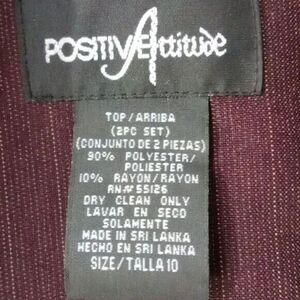 POSITIVE Attitude
TOP/ARRIBA
(2PC SET)
(CONJUNTO DE 2 PIEZAS)
90% POLYESTER/
POLIESTER
10% RAYON/RAYON
RN# 55126
DRY CLEAN ONLY
LAVAR EN SECO
SOLAMENTE
MADE IN SRI LANKA
HECHO EN SRI LANKA
SIZE/TALLA 10